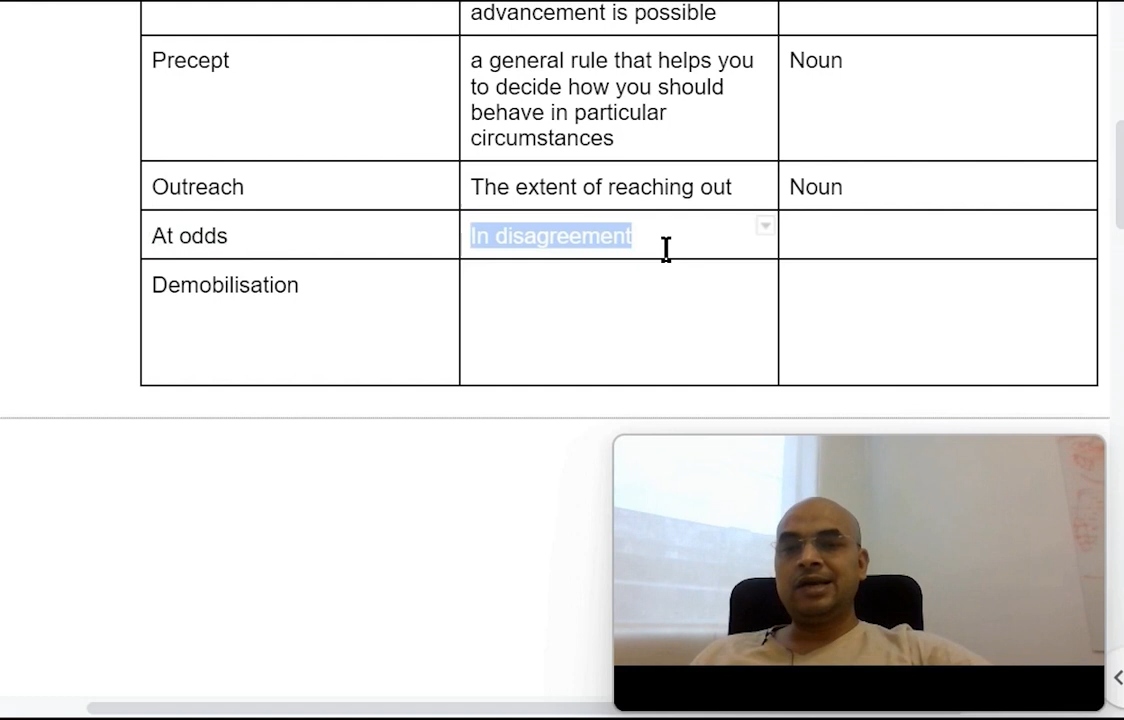 advancement is possible
Precept
a general rule that helps you
to decide how you should
behave in particular
circumstances
Noun
Outreach
The extent of reaching out
Noun
At odds
In disagreement
Demobilisation